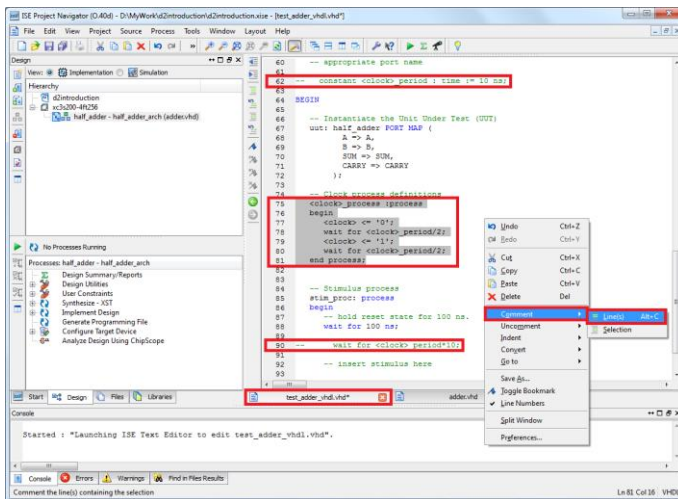 ISE Project Navigator (O.40d) - D:\MyWork\d2introduction\d2introduction.xise - [test_adder_vhdl.vhd*]
File Edit View Project Source Process Tools Window Layout Help
Design
View: Implementation Simulation
Hierarchy
d2introduction
xc3s200-4ft256
half_adder - half_adder_arch (adder.vhd)
No Processes Running
Processes: half_adder - half_adder_arch
Design Summary/Reports
Design Utilities
User Constraints
Synthesize - XST
Implement Design
Generate Programming File
Configure Target Device
Analyze Design Using ChipScope
Start Design Files Libraries
60 -- appropriate port name
61
62 -- constant <clock>_period : time := 10 ns;
63
64 BEGIN
65
66 -- Instantiate the Unit Under Test (UUT)
67 uut: half_adder PORT MAP (
68 A => A,
69 B => B,
70 SUM => SUM,
71 CARRY => CARRY
72 );
73
74 -- Clock process definitions
75 <clock>_process :process
76 begin
77 <clock> <= '0';
78 wait for <clock>_period/2;
79 <clock> <= '1';
80 wait for <clock>_period/2;
81 end process;
82
83
84 -- Stimulus process
85 stim_proc: process
86 begin
87 -- hold reset state for 100 ns.
88 wait for 100 ns;
89
90 -- wait for <clock>_period*10;
91
92 -- insert stimulus here
93
Undo Ctrl+Z
Redo Ctrl+Y
Cut Ctrl+X
Copy Ctrl+C
Paste Ctrl+V
Delete Del
Comment
Uncomment
Indent
Convert
Go to
Save As...
Toggle Bookmark
Line Numbers
Split Window
Preferences...
Line(s) Alt+C
Selection
test_adder_vhdl.vhd* adder.vhd
Console
Started : "Launching ISE Text Editor to edit test_adder_vhdl.vhd".
Console Errors Warnings Find in Files Results
Comment the line(s) containing the selection
Ln 81 Col 16 VHDL